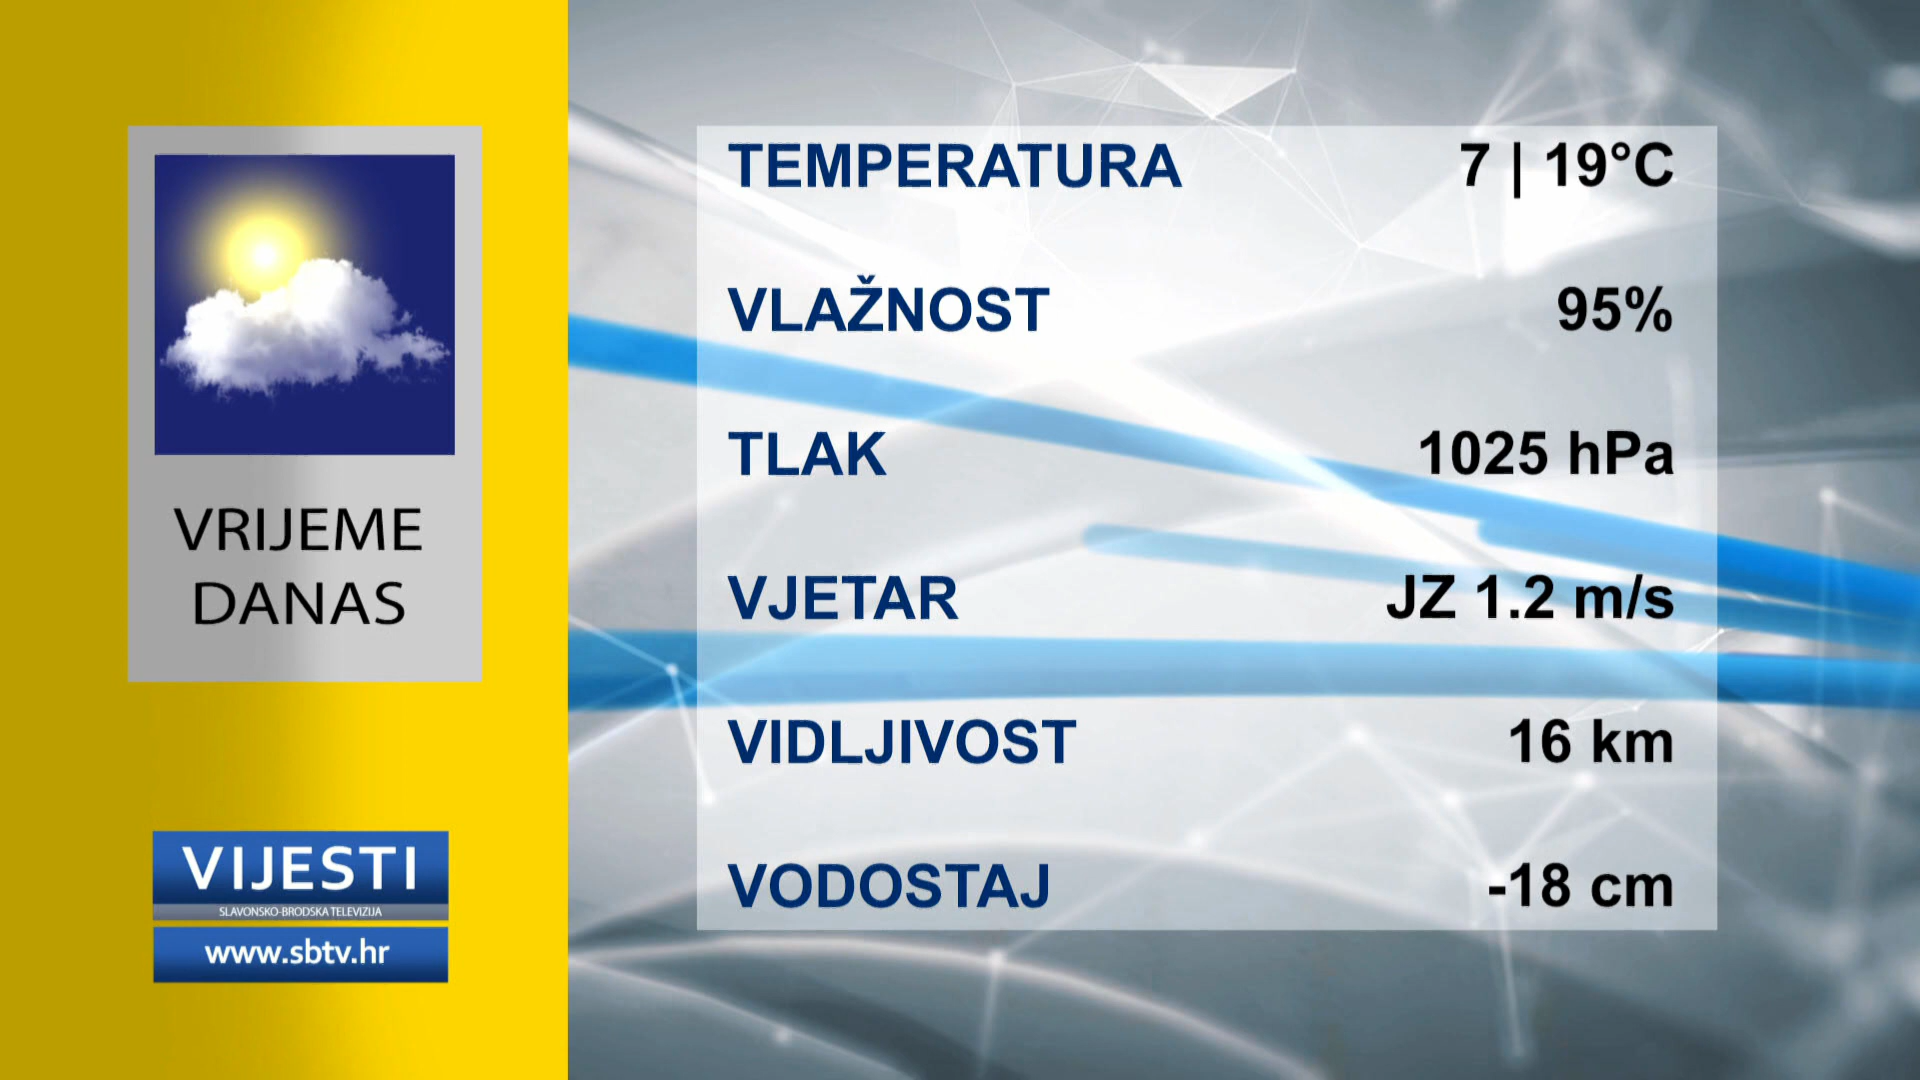 VRIJEME
DANAS
VIJESTI
SLAVONSKO-BRODSKA TELEVIZIJA
www.sbtv.hr
TEMPERATURA 7 | 19°C
VLAŽNOST 95%
TLAK 1025 hPa
VJETAR JZ 1.2 m/s
VIDLJIVOST 16 km
VODOSTAJ -18 cm